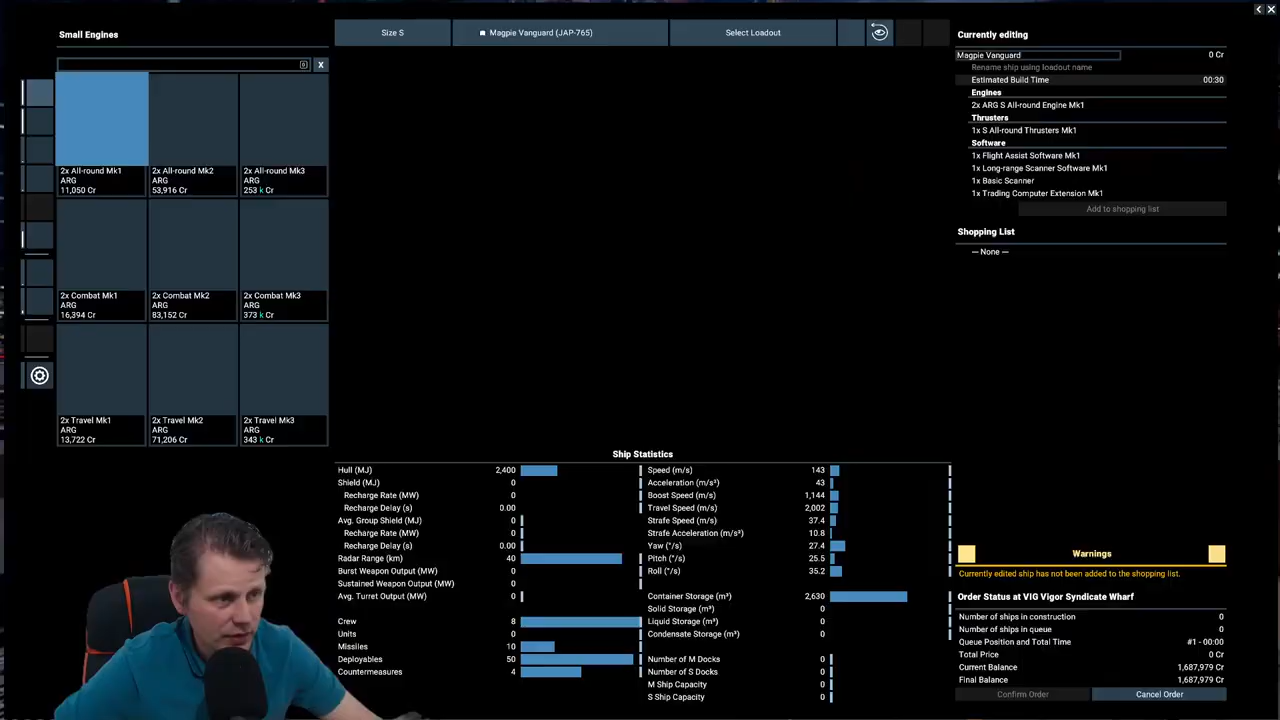 Small Engines
x
2x All-round Mk1
ARG
11,050 Cr
2x All-round Mk2
ARG
53,916 Cr
2x All-round Mk3
ARG
253 k Cr
2x Combat Mk1
ARG
16,394 Cr
2x Combat Mk2
ARG
83,152 Cr
2x Combat Mk3
ARG
373 k Cr
2x Travel Mk1
ARG
13,722 Cr
2x Travel Mk2
ARG
71,206 Cr
2x Travel Mk3
ARG
343 k Cr
Size S
Magpie Vanguard (JAP-765)
Select Loadout
Ship Statistics
Hull (MJ) 2,400
Shield (MJ) 0
Recharge Rate (MW) 0
Recharge Delay (s) 0.00
Avg. Group Shield (MJ) 0
Recharge Rate (MW) 0
Recharge Delay (s) 0.00
Radar Range (km) 40
Burst Weapon Output (MW) 0
Sustained Weapon Output (MW) 0
Avg. Turret Output (MW) 0
Crew 8
Units 0
Missiles 10
Deployables 50
Countermeasures 4
Speed (m/s) 143
Acceleration (m/s²) 43
Boost Speed (m/s) 1,144
Travel Speed (m/s) 2,002
Strafe Speed (m/s) 37.4
Strafe Acceleration (m/s²) 10.8
Yaw (°/s) 27.4
Pitch (°/s) 25.5
Roll (°/s) 35.2
Container Storage (m³) 2,630
Solid Storage (m³) 0
Liquid Storage (m³) 0
Condensate Storage (m³) 0
Number of M Docks 0
Number of S Docks 0
M Ship Capacity 0
S Ship Capacity 0
Currently editing
Magpie Vanguard 0 Cr
Rename ship using loadout name
Estimated Build Time 00:30
Engines
2x ARG S All-round Engine Mk1
Thrusters
1x S All-round Thrusters Mk1
Software
1x Flight Assist Software Mk1
1x Long-range Scanner Software Mk1
1x Basic Scanner
1x Trading Computer Extension Mk1
Add to shopping list
Shopping List
— None —
Warnings
Currently edited ship has not been added to the shopping list.
Order Status at VIG Vigor Syndicate Wharf
Number of ships in construction 0
Number of ships in queue 0
Queue Position and Total Time #1 - 00:00
Total Price 0 Cr
Current Balance 1,687,979 Cr
Final Balance 1,687,979 Cr
Confirm Order
Cancel Order